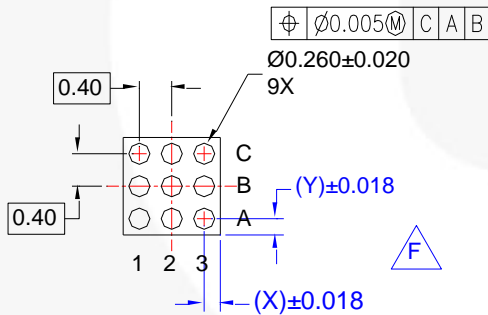 ⌖ Ø0.005Ⓜ C A B
Ø0.260±0.020
9X
0.40
C
B
(Y)±0.018
0.40
A
F
1 2 3
(X)±0.018